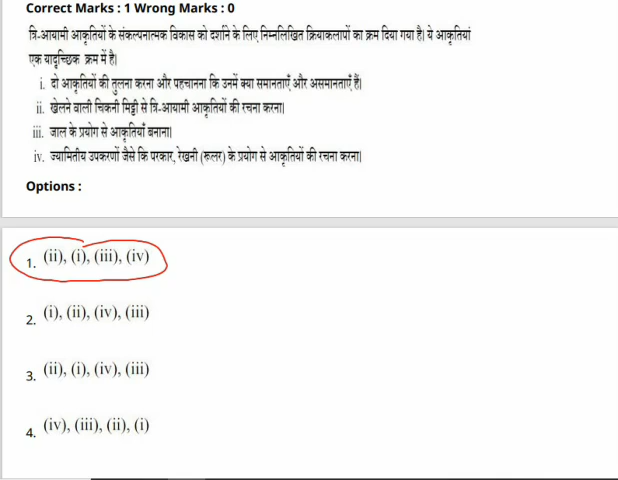 Correct Marks : 1 Wrong Marks : 0
त्रि-आयामी आकृतियों के संकल्पनात्मक विकास को दर्शाने के लिए निम्नलिखित क्रियाकलापों का क्रम दिया गया है। ये आकृतियां
एक यादृच्छिक क्रम में है।
i. दो आकृतियों की तुलना करना और पहचानना कि उनमें क्या समानताएँ और असमानताएँ हैं।
ii. खेलने वाली चिकनी मिट्टी से त्रि-आयामी आकृतियों की रचना करना।
iii. जाल के प्रयोग से आकृतियाँ बनाना।
iv. ज्यामितीय उपकरणों जैसे कि परकार, रेखनी (रूलर) के प्रयोग से आकृतियों की रचना करना।
Options :
1. (ii), (i), (iii), (iv)
2. (i), (ii), (iv), (iii)
3. (ii), (i), (iv), (iii)
4. (iv), (iii), (ii), (i)